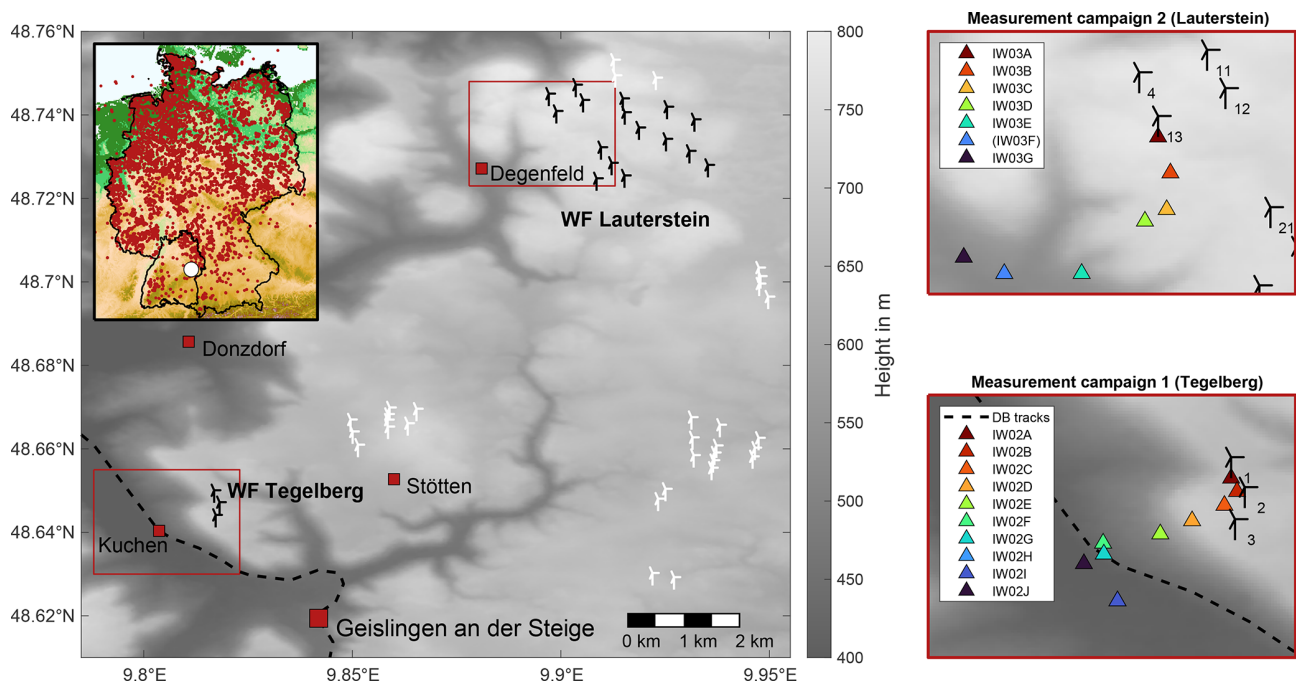 48.76°N
48.74°N
48.72°N
48.7°N
48.68°N
48.66°N
48.64°N
48.62°N
9.8°E
9.85°E
9.9°E
9.95°E
Degenfeld
WF Lauterstein
Donzdorf
WF Tegelberg
Stötten
Kuchen
Geislingen an der Steige
0 km 1 km 2 km
800
750
700
650
600
550
500
450
400
Height in m
Measurement campaign 2 (Lauterstein)
IW03A
IW03B
IW03C
IW03D
IW03E
(IW03F)
IW03G
11
4
12
13
21
Measurement campaign 1 (Tegelberg)
DB tracks
IW02A
IW02B
IW02C
IW02D
IW02E
IW02F
IW02G
IW02H
IW02I
IW02J
1
2
3